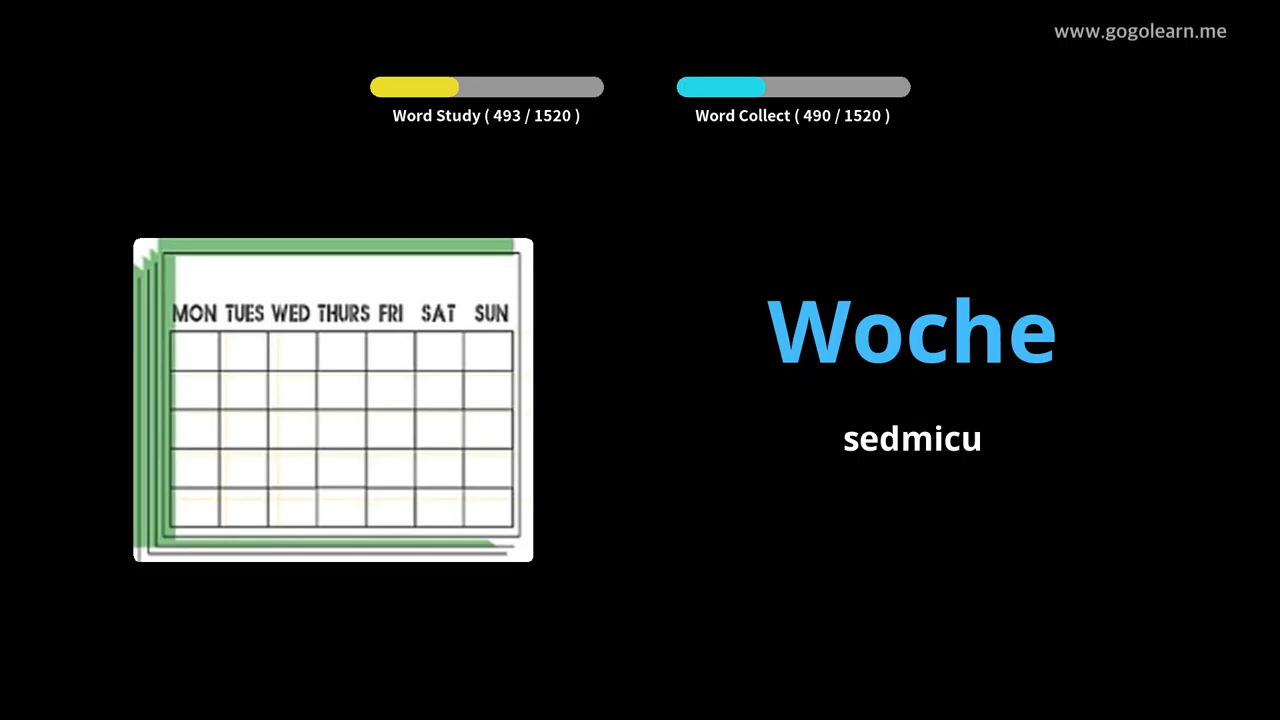 www.gogolearn.me
Word Study ( 493 / 1520 )
Word Collect ( 490 / 1520 )
MON TUES WED THURS FRI SAT SUN
Woche
sedmicu